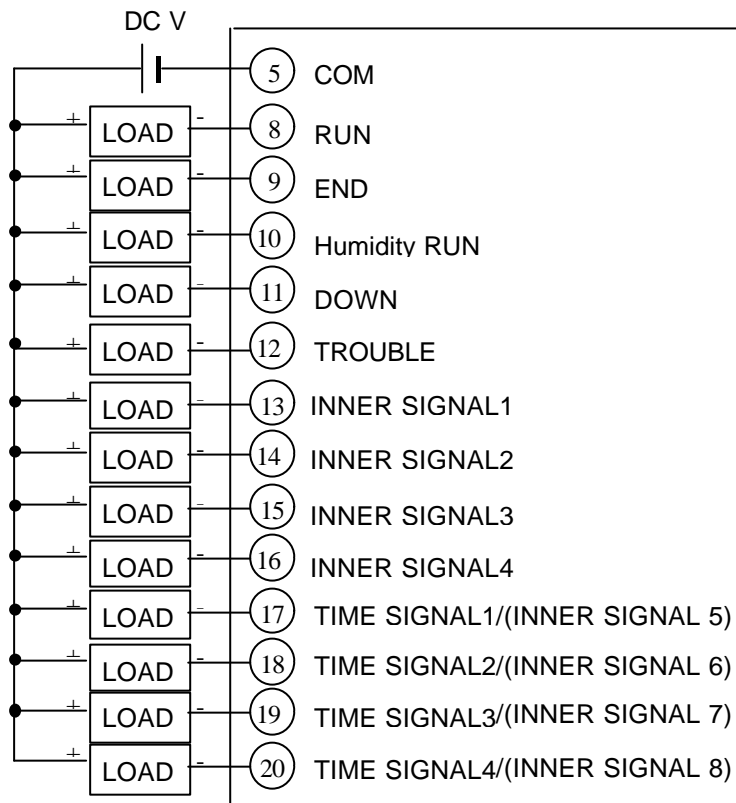 DC V
5 COM
+ LOAD - 8 RUN
+ LOAD - 9 END
+ LOAD - 10 Humidity RUN
+ LOAD - 11 DOWN
+ LOAD - 12 TROUBLE
+ LOAD - 13 INNER SIGNAL1
+ LOAD - 14 INNER SIGNAL2
+ LOAD - 15 INNER SIGNAL3
+ LOAD - 16 INNER SIGNAL4
+ LOAD - 17 TIME SIGNAL1/(INNER SIGNAL 5)
+ LOAD - 18 TIME SIGNAL2/(INNER SIGNAL 6)
+ LOAD - 19 TIME SIGNAL3/(INNER SIGNAL 7)
+ LOAD - 20 TIME SIGNAL4/(INNER SIGNAL 8)